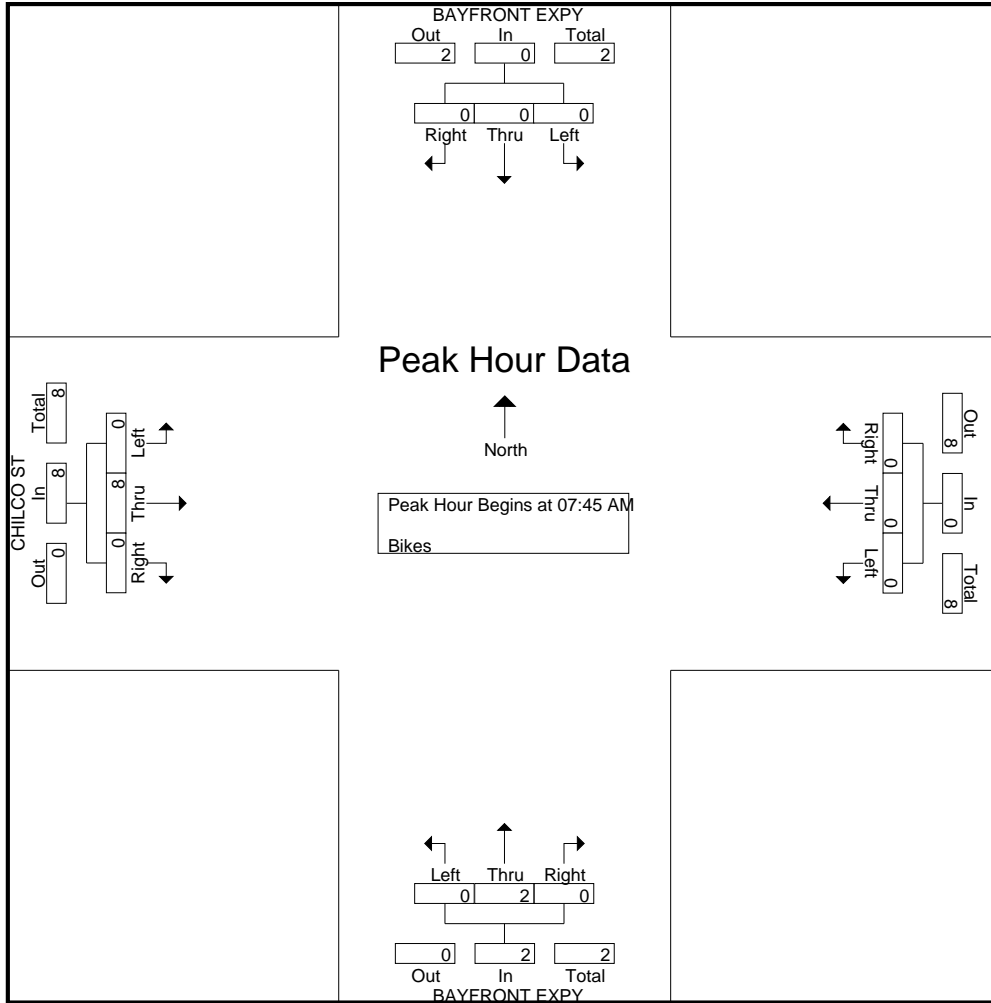 BAYFRONT EXPY
Out In Total
2 0 2
0 0 0
Right Thru Left
Peak Hour Data
North
Peak Hour Begins at 07:45 AM
Bikes
CHILCO ST
Out In Total
0 8 8
0 8 0
Right Thru Left
Out In Total
8 0 8
Right Thru Left
0 0 0
Left Thru Right
0 2 0
0 2 2
Out In Total
BAYFRONT EXPY